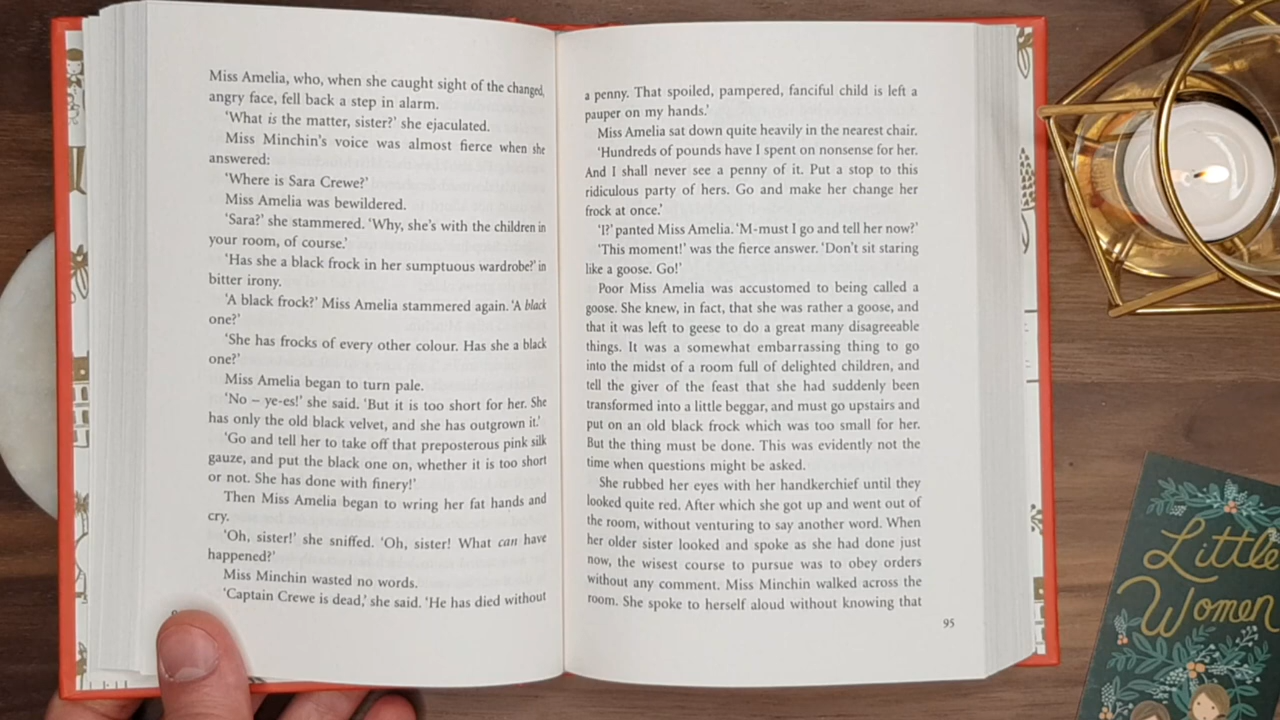 Miss Amelia, who, when she caught sight of the changed,
angry face, fell back a step in alarm.
‘What is the matter, sister?’ she ejaculated.
Miss Minchin’s voice was almost fierce when she
answered:
‘Where is Sara Crewe?’
Miss Amelia was bewildered.
‘Sara?’ she stammered. ‘Why, she’s with the children in
your room, of course.’
‘Has she a black frock in her sumptuous wardrobe?’ in
bitter irony.
‘A black frock?’ Miss Amelia stammered again. ‘A black
one?’
‘She has frocks of every other colour. Has she a black
one?’
Miss Amelia began to turn pale.
‘No – ye-es!’ she said. ‘But it is too short for her. She
has only the old black velvet, and she has outgrown it.’
‘Go and tell her to take off that preposterous pink silk
gauze, and put the black one on, whether it is too short
or not. She has done with finery!’
Then Miss Amelia began to wring her fat hands and
cry.
‘Oh, sister!’ she sniffed. ‘Oh, sister! What can have
happened?’
Miss Minchin wasted no words.
‘Captain Crewe is dead,’ she said. ‘He has died without
a penny. That spoiled, pampered, fanciful child is left a
pauper on my hands.’
Miss Amelia sat down quite heavily in the nearest chair.
‘Hundreds of pounds have I spent on nonsense for her.
And I shall never see a penny of it. Put a stop to this
ridiculous party of hers. Go and make her change her
frock at once.’
‘I?’ panted Miss Amelia. ‘M-must I go and tell her now?’
‘This moment!’ was the fierce answer. ‘Don’t sit staring
like a goose. Go!’
Poor Miss Amelia was accustomed to being called a
goose. She knew, in fact, that she was rather a goose, and
that it was left to geese to do a great many disagreeable
things. It was a somewhat embarrassing thing to go
into the midst of a room full of delighted children, and
tell the giver of the feast that she had suddenly been
transformed into a little beggar, and must go upstairs and
put on an old black frock which was too small for her.
But the thing must be done. This was evidently not the
time when questions might be asked.
She rubbed her eyes with her handkerchief until they
looked quite red. After which she got up and went out of
the room, without venturing to say another word. When
her older sister looked and spoke as she had done just
now, the wisest course to pursue was to obey orders
without any comment. Miss Minchin walked across the
room. She spoke to herself aloud without knowing that
95
Little
Women